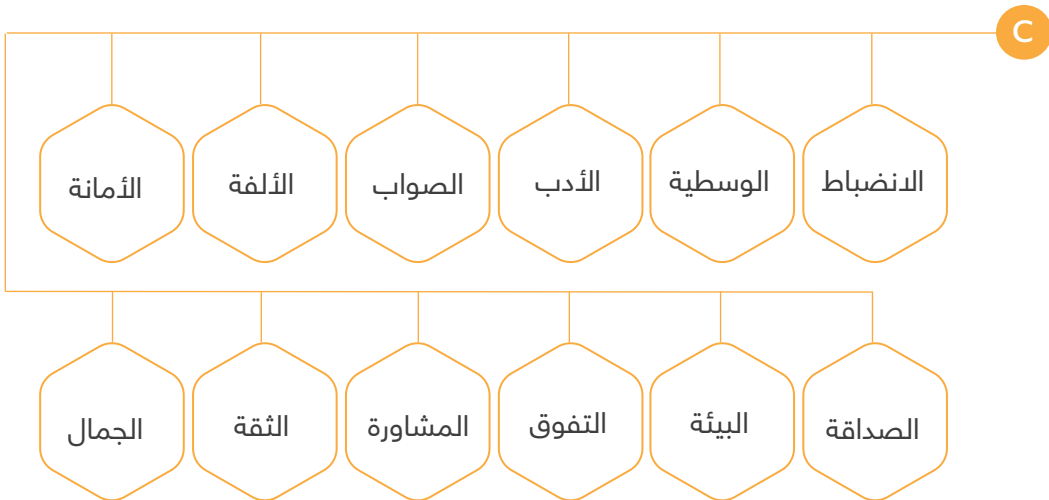 C
الانضباط
الوسطية
الأدب
الصواب
الألفة
الأمانة
الصداقة
البيئة
التفوق
المشاورة
الثقة
الجمال